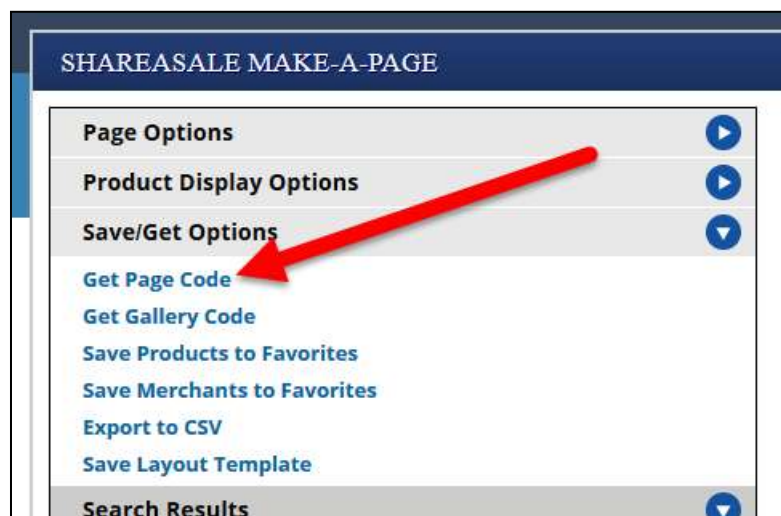 SHAREASALE MAKE-A-PAGE
Page Options
Product Display Options
Save/Get Options
Get Page Code
Get Gallery Code
Save Products to Favorites
Save Merchants to Favorites
Export to CSV
Save Layout Template
Search Results